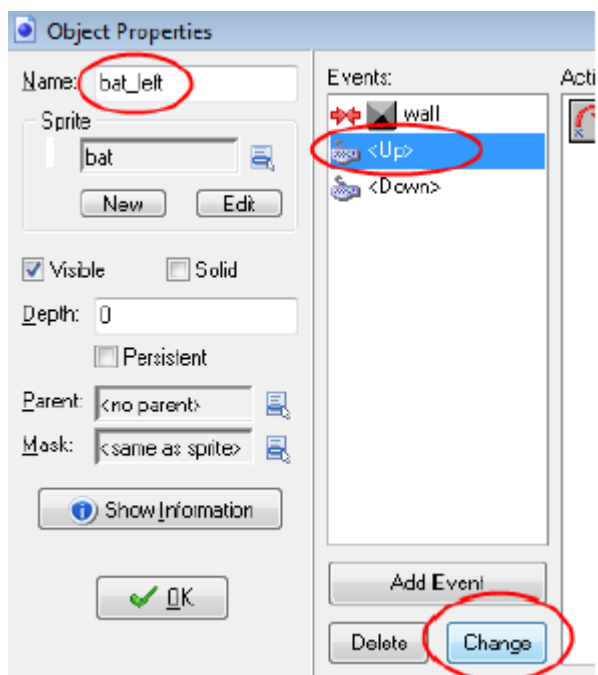 Object Properties
Name:
bat_left
Sprite
bat
New
Edit
Visible
Solid
Depth:
0
Persistent
Parent:
<no parent>
Mask:
<same as sprite>
Show Information
OK
Events:
wall
<Up>
<Down>
Add Event
Delete
Change
Acti